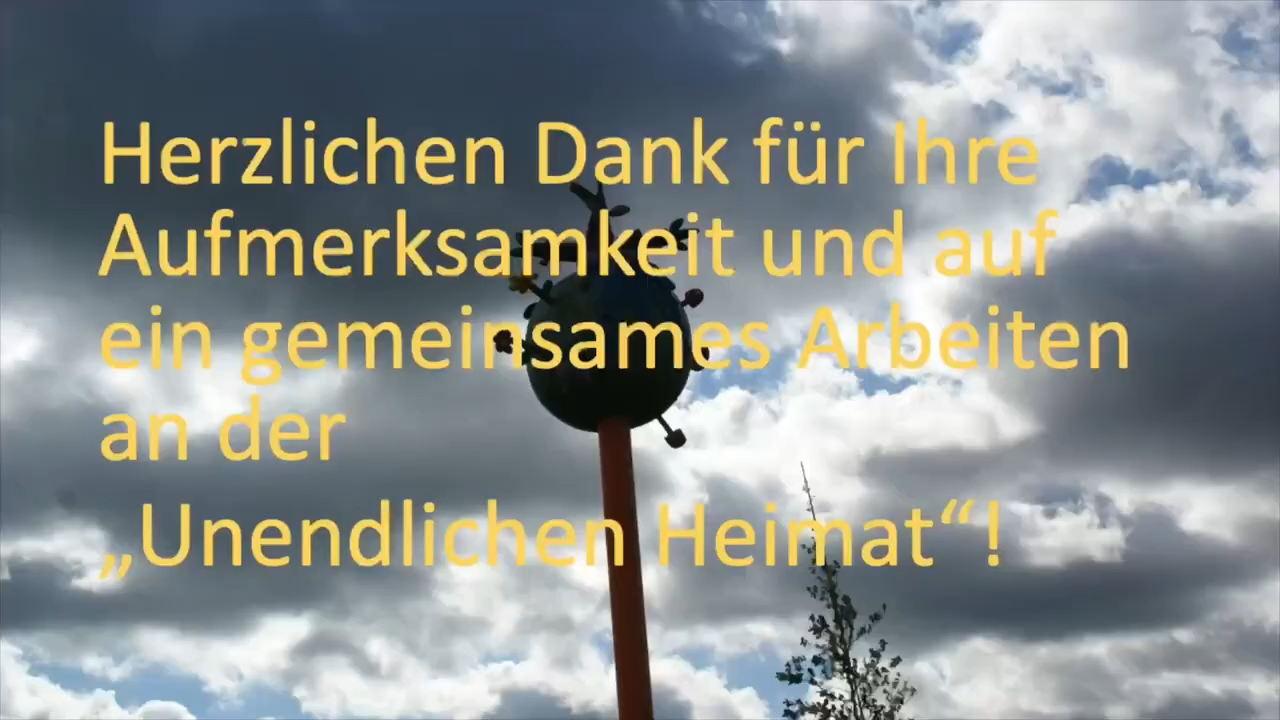 Herzlichen Dank für Ihre
Aufmerksamkeit und auf
ein gemeinsames Arbeiten
an der
„Unendlichen Heimat“!